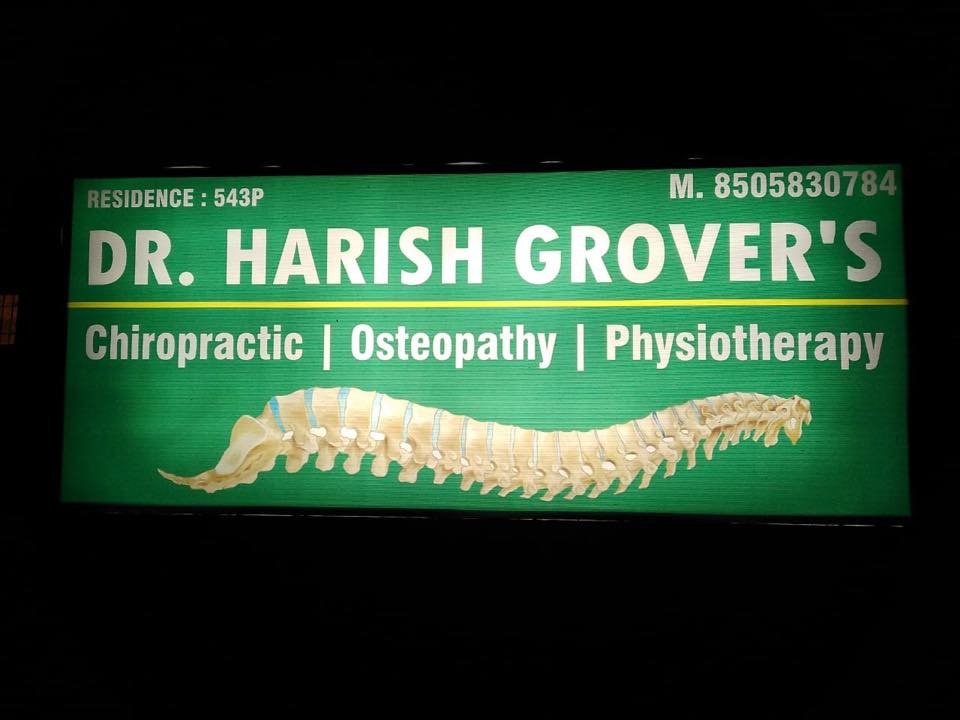 RESIDENCE : 543P
M. 8505830784
DR. HARISH GROVER'S
Chiropractic | Osteopathy | Physiotherapy